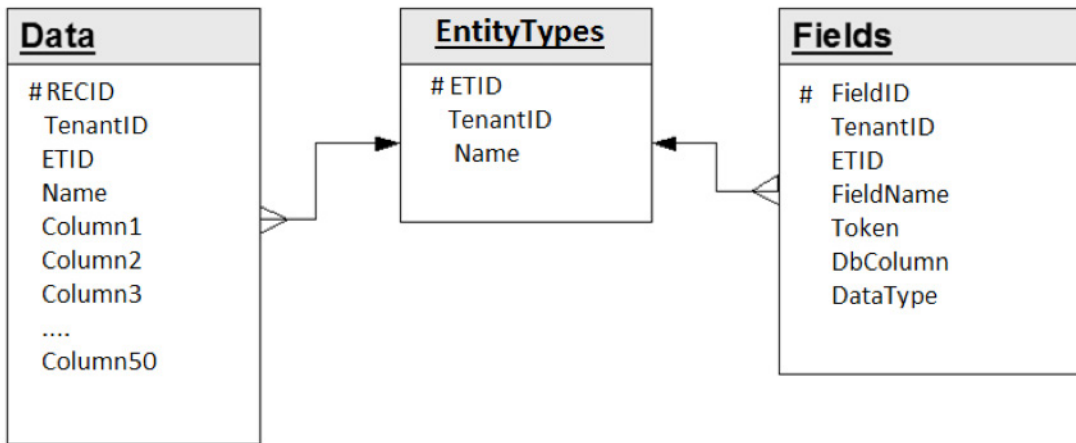 Data
#RECID
TenantID
ETID
Name
Column1
Column2
Column3
....
Column50
EntityTypes
#ETID
TenantID
Name
Fields
# FieldID
TenantID
ETID
FieldName
Token
DbColumn
DataType